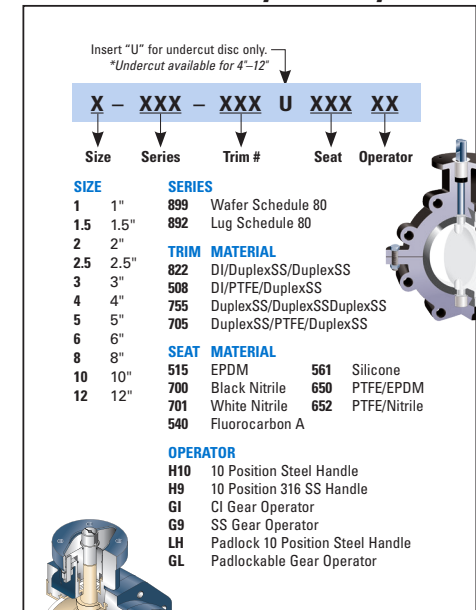 Insert “U” for undercut disc only.
*Undercut available for 4"–12"
X – XXX – XXX U XXX XX
Size Series Trim # Seat Operator
SIZE
1 1"
1.5 1.5"
2 2"
2.5 2.5"
3 3"
4 4"
5 5"
6 6"
8 8"
10 10"
12 12"
SERIES
899 Wafer Schedule 80
892 Lug Schedule 80
TRIM MATERIAL
822 DI/DuplexSS/DuplexSS
508 DI/PTFE/DuplexSS
755 DuplexSS/DuplexSSDuplexSS
705 DuplexSS/PTFE/DuplexSS
SEAT MATERIAL
515 EPDM 561 Silicone
700 Black Nitrile 650 PTFE/EPDM
701 White Nitrile 652 PTFE/Nitrile
540 Fluorocarbon A
OPERATOR
H10 10 Position Steel Handle
H9 10 Position 316 SS Handle
GI CI Gear Operator
G9 SS Gear Operator
LH Padlock 10 Position Steel Handle
GL Padlockable Gear Operator